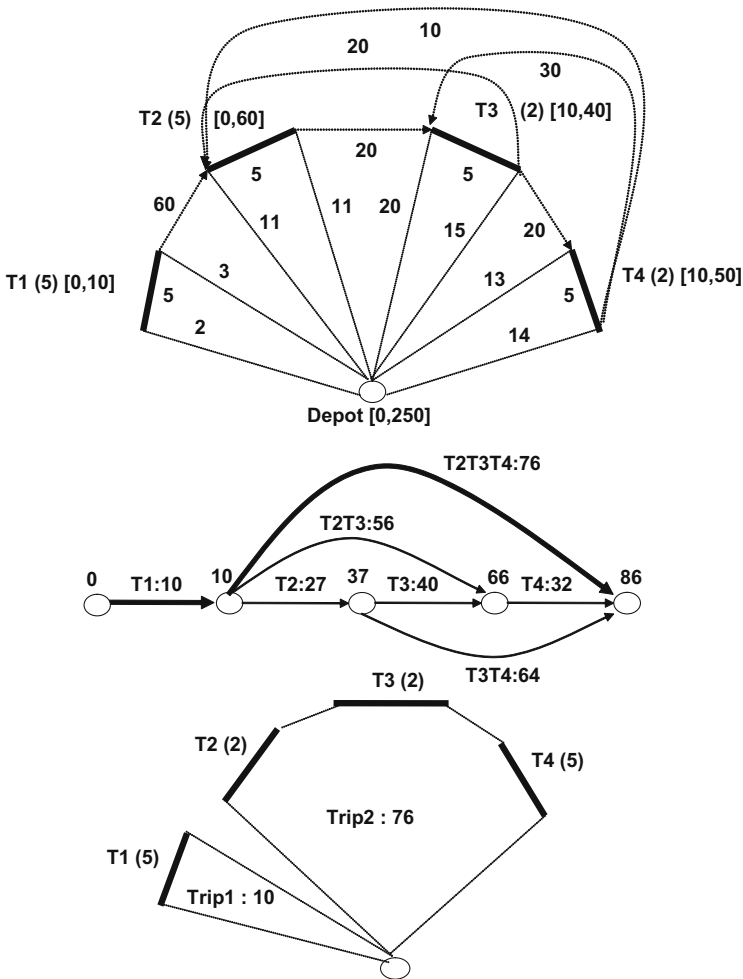 10
20
30
T2 (5) [0,60]
T3 (2) [10,40]
20
5
5
60
11
11
20
15
20
3
13
T1 (5) [0,10]
5
2
5
T4 (2) [10,50]
14
Depot [0,250]
T2T3T4:76
T2T3:56
0
T1:10
10
T2:27
37
T3:40
66
T4:32
86
T3T4:64
T3 (2)
T2 (2)
T4 (5)
Trip2 : 76
T1 (5)
Trip1 : 10